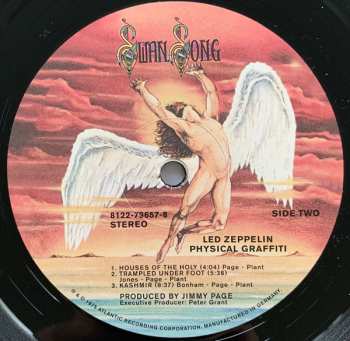 SWAN SONG
8122-79657-8
STEREO
SIDE TWO
LED ZEPPELIN
PHYSICAL GRAFFITI
1. HOUSES OF THE HOLY (4:04) Page - Plant
2. TRAMPLED UNDER FOOT (5:36)
Jones - Page - Plant
3. KASHMIR (8:37) Bonham - Page - Plant
PRODUCED BY JIMMY PAGE
Executive Producer: Peter Grant
℗ & © 1975 ATLANTIC RECORDING CORPORATION. MANUFACTURED IN GERMANY.